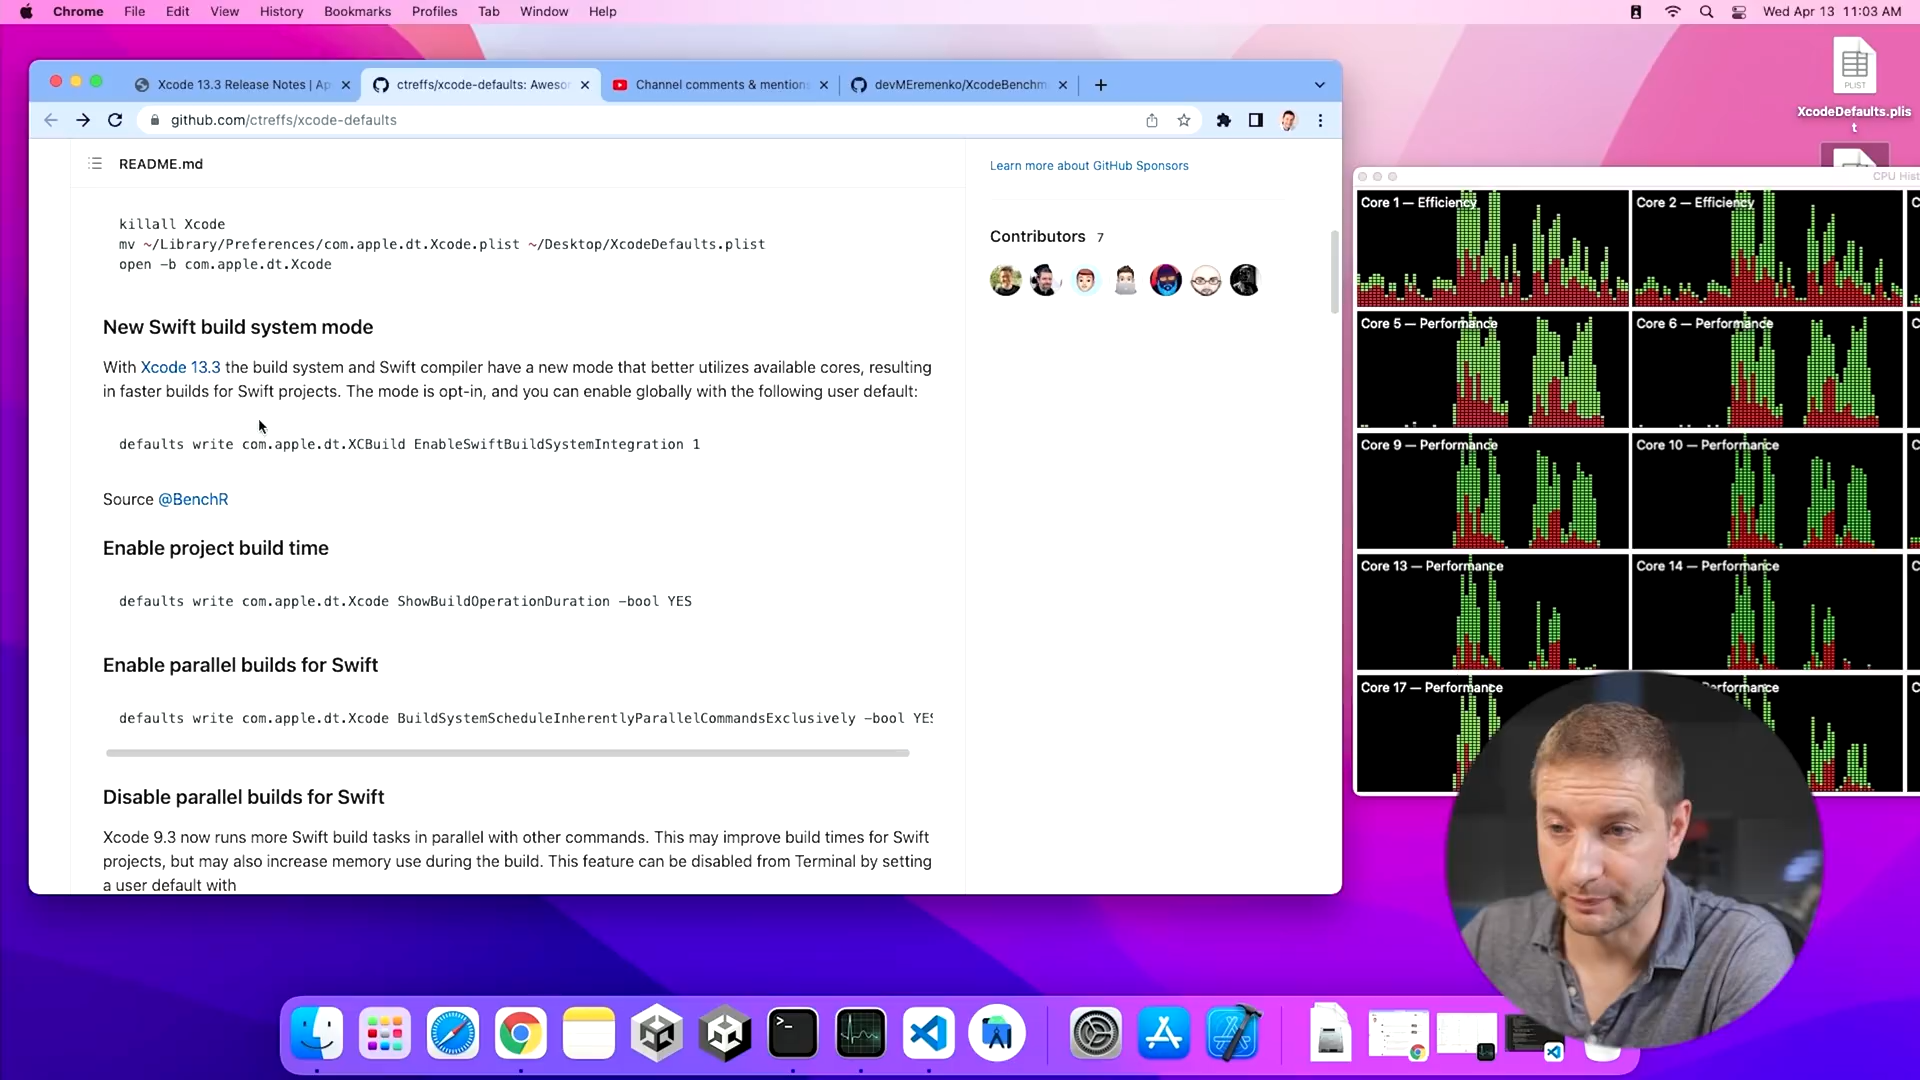 Chrome File Edit View History Bookmarks Profiles Tab Window Help
Wed Apr 13 11:03 AM
Xcode 13.3 Release Notes | Ap
ctreffs/xcode-defaults: Aweso
Channel comments & mentions
devMEremenko/XcodeBenchm
github.com/ctreffs/xcode-defaults
PLIST
XcodeDefaults.plis
t
README.md
Learn more about GitHub Sponsors
Contributors 7
killall Xcode
mv ~/Library/Preferences/com.apple.dt.Xcode.plist ~/Desktop/XcodeDefaults.plist
open -b com.apple.dt.Xcode
New Swift build system mode
With Xcode 13.3 the build system and Swift compiler have a new mode that better utilizes available cores, resulting
in faster builds for Swift projects. The mode is opt-in, and you can enable globally with the following user default:
defaults write com.apple.dt.XCBuild EnableSwiftBuildSystemIntegration 1
Source @BenchR
Enable project build time
defaults write com.apple.dt.Xcode ShowBuildOperationDuration -bool YES
Enable parallel builds for Swift
defaults write com.apple.dt.Xcode BuildSystemScheduleInherentlyParallelCommandsExclusively -bool YES
Disable parallel builds for Swift
Xcode 9.3 now runs more Swift build tasks in parallel with other commands. This may improve build times for Swift
projects, but may also increase memory use during the build. This feature can be disabled from Terminal by setting
a user default with
CPU Hist
Core 1 — Efficiency
Core 2 — Efficiency
Core 5 — Performance
Core 6 — Performance
Core 9 — Performance
Core 10 — Performance
Core 13 — Performance
Core 14 — Performance
Core 17 — Performance
erformance